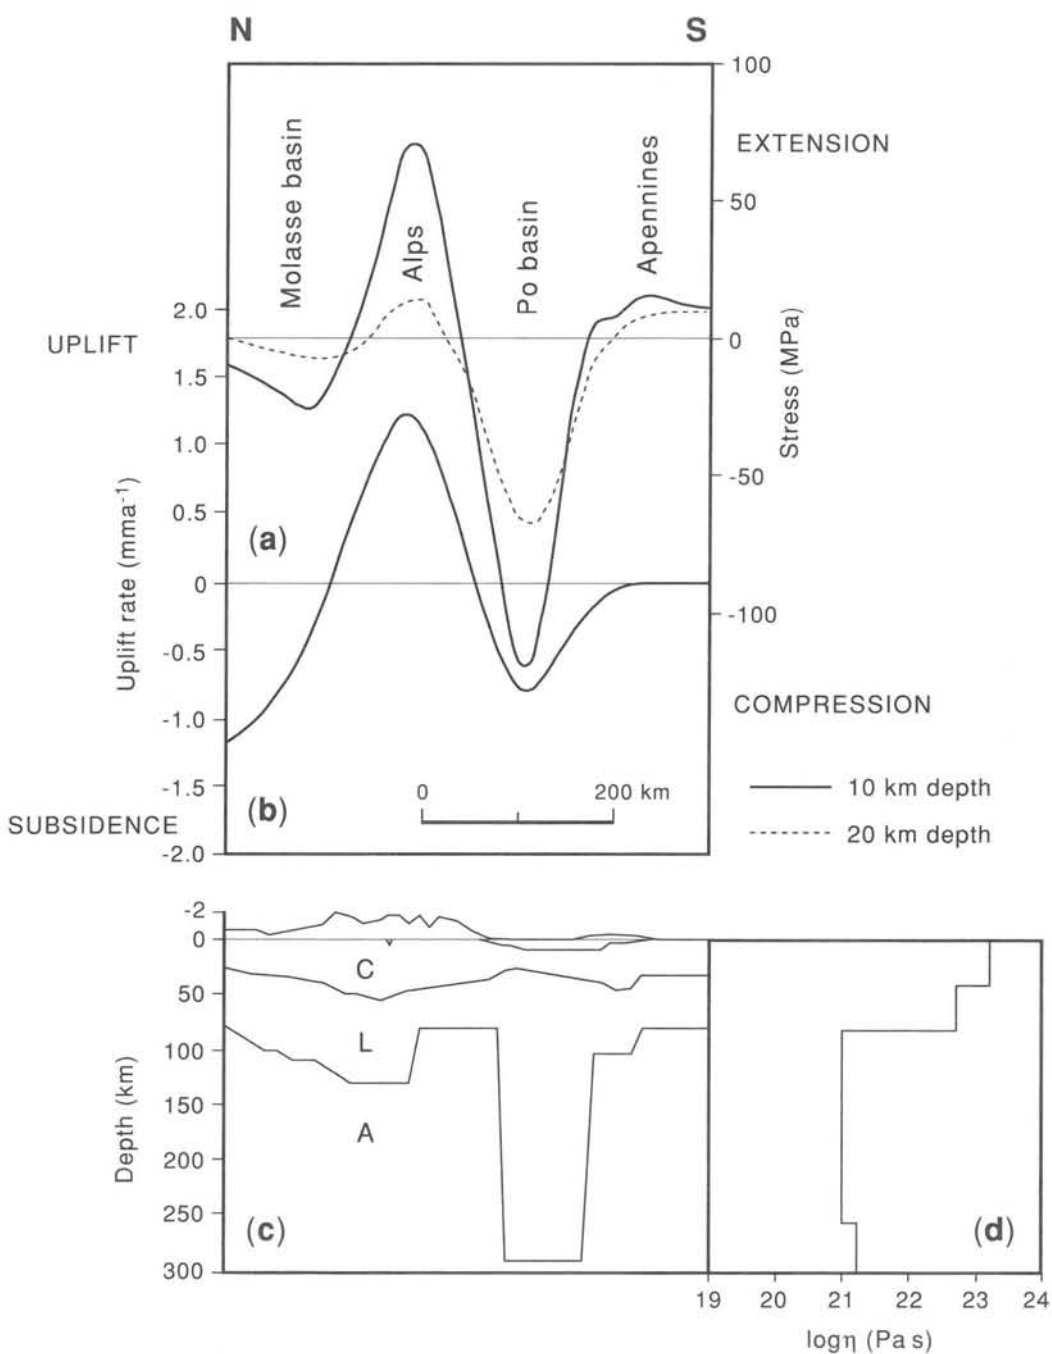 N
S
100
EXTENSION
Molasse basin
Alps
Po basin
Apennines
50
2.0
UPLIFT
0
1.5
Stress (MPa)
1.0
-50
0.5
(a)
Uplift rate (mma-1)
0
-100
-0.5
COMPRESSION
-1.0
-1.5
(b)
0
200 km
10 km depth
SUBSIDENCE
20 km depth
-2.0
-2
0
C
50
L
100
Depth (km)
A
150
200
250
(c)
(d)
300
19
20
21
22
23
24
logη (Pa s)